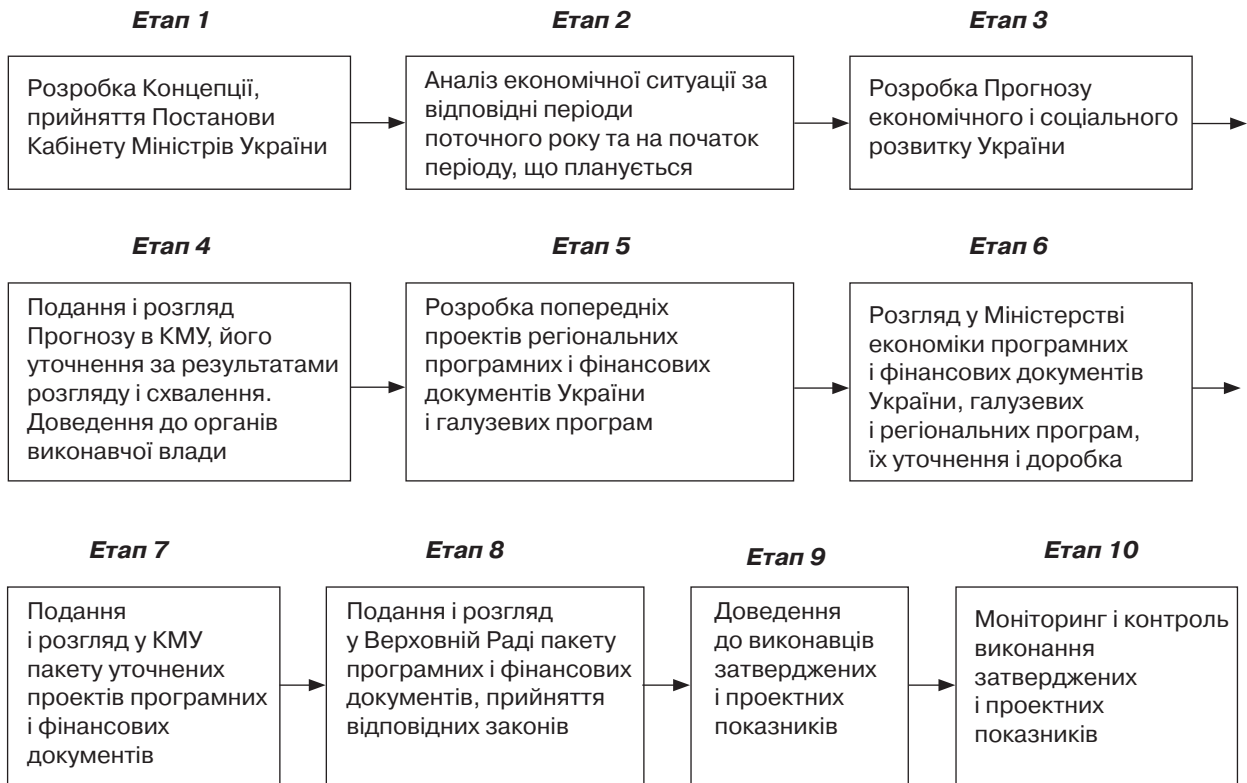 Етап 1
Розробка Концепції,
прийняття Постанови
Кабінету Міністрів України
Етап 2
Аналіз економічної ситуації за
відповідні періоди
поточного року та на початок
періоду, що планується
Етап 3
Розробка Прогнозу
економічного і соціального
розвитку України
Етап 4
Подання і розгляд
Прогнозу в КМУ, його
уточнення за результатами
розгляду і схвалення.
Доведення до органів
виконавчої влади
Етап 5
Розробка попередніх
проектів регіональних
програмних і фінансових
документів України
і галузевих програм
Етап 6
Розгляд у Міністерстві
економіки програмних
і фінансових документів
України, галузевих
і регіональних програм,
їх уточнення і доробка
Етап 7
Подання
і розгляд у КМУ
пакету уточнених
проектів програмних
і фінансових
документів
Етап 8
Подання і розгляд
у Верховній Раді пакету
програмних і фінансових
документів, прийняття
відповідних законів
Етап 9
Доведення
до виконавців
затверджених
і проектних
показників
Етап 10
Моніторинг і контроль
виконання
затверджених
і проектних
показників